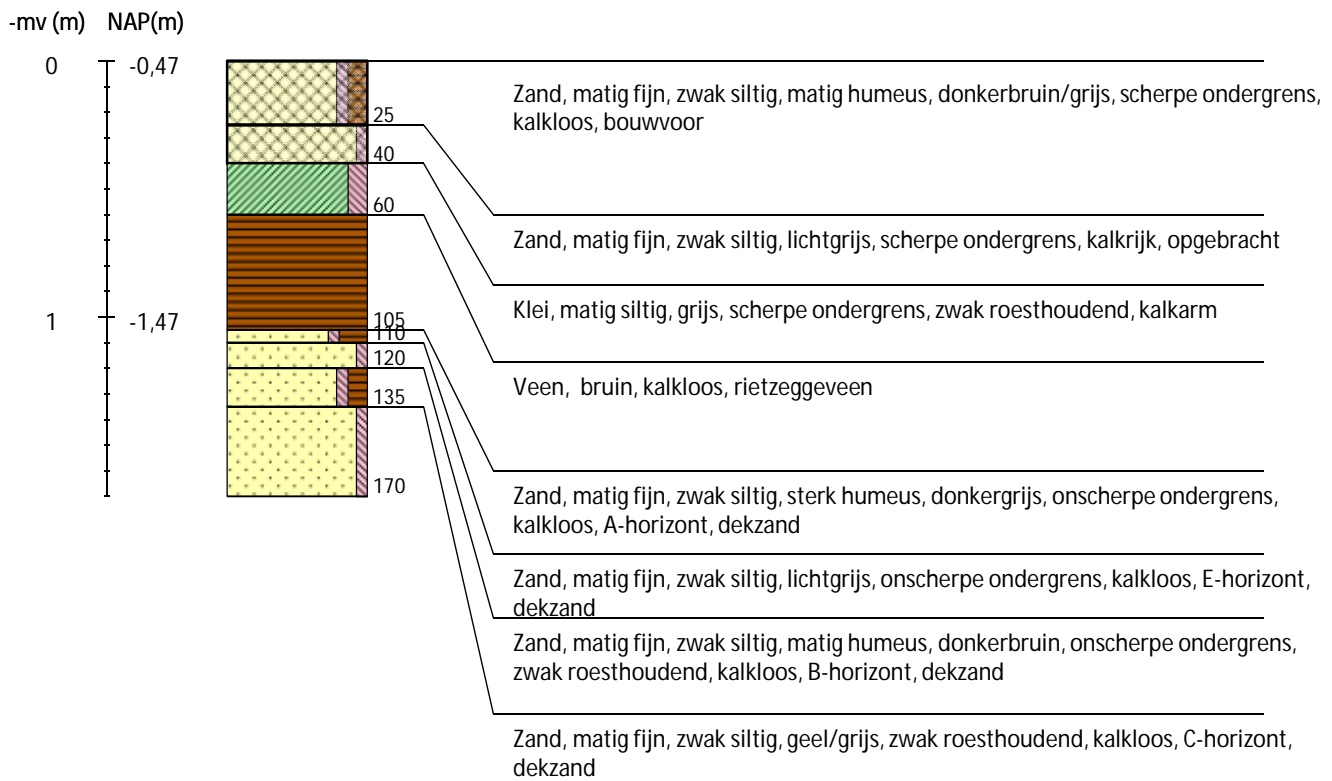 -mv (m) NAP(m)
0 -0,47
25
40
60
1 -1,47
105
110
120
135
170
Zand, matig fijn, zwak siltig, matig humeus, donkerbruin/grijs, scherpe ondergrens,
kalkloos, bouwvoor
Zand, matig fijn, zwak siltig, lichtgrijs, scherpe ondergrens, kalkrijk, opgebracht
Klei, matig siltig, grijs, scherpe ondergrens, zwak roesthoudend, kalkarm
Veen, bruin, kalkloos, rietzeggeveen
Zand, matig fijn, zwak siltig, sterk humeus, donkergrijs, onscherpe ondergrens,
kalkloos, A-horizont, dekzand
Zand, matig fijn, zwak siltig, lichtgrijs, onscherpe ondergrens, kalkloos, E-horizont,
dekzand
Zand, matig fijn, zwak siltig, matig humeus, donkerbruin, onscherpe ondergrens,
zwak roesthoudend, kalkloos, B-horizont, dekzand
Zand, matig fijn, zwak siltig, geel/grijs, zwak roesthoudend, kalkloos, C-horizont,
dekzand